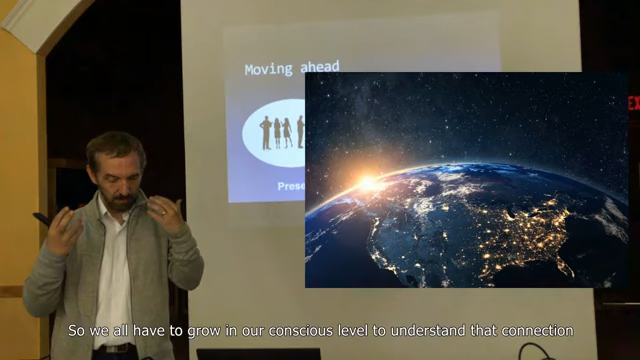 Moving ahead
Prese
So we all have to grow in our conscious level to understand that connection